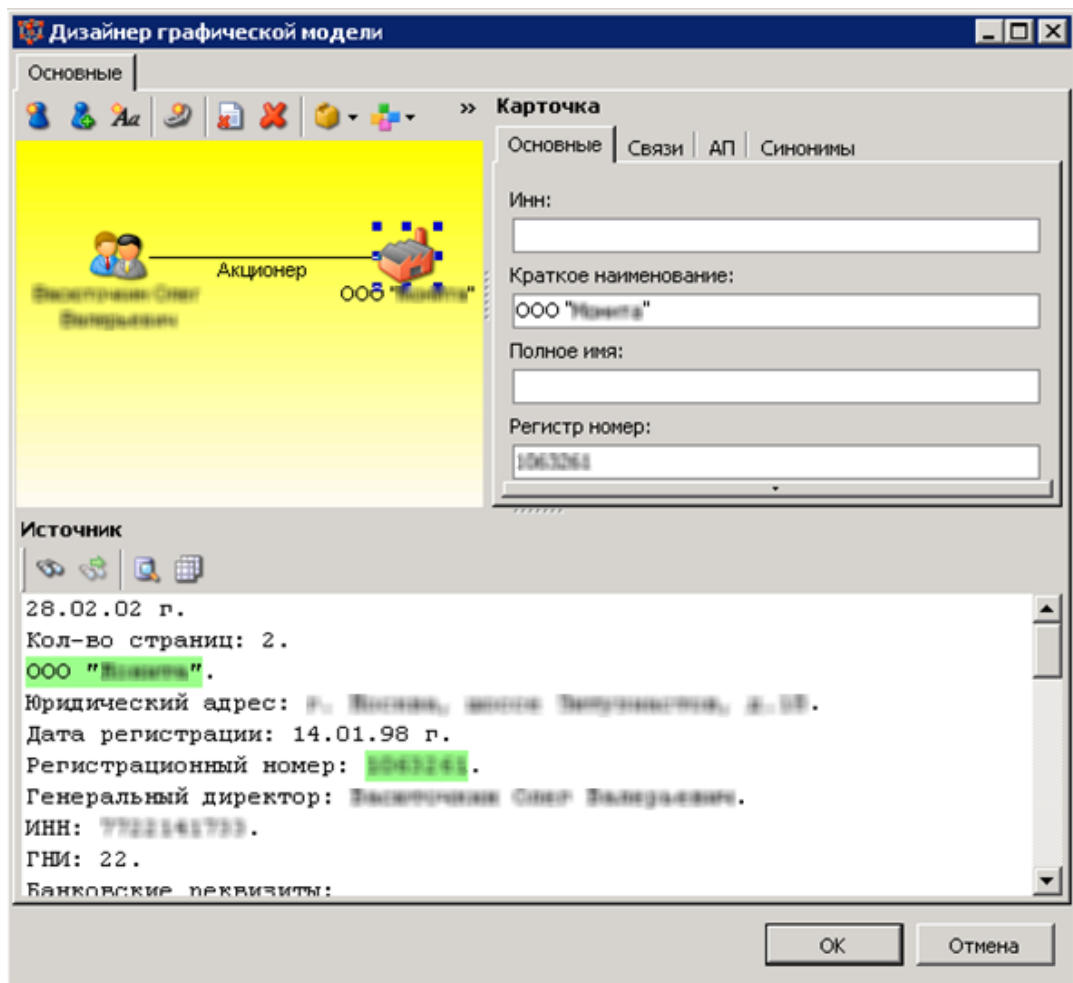 Дизайнер графической модели
Основные
Aa
»
Карточка
Основные Связи АП Синонимы
Инн:
Краткое наименование:
ООО "
Полное имя:
Регистр номер:
Акционер
ООО "
Источник
28.02.02 г.
Кол-во страниц: 2.
ООО " ".
Юридический адрес:
Дата регистрации: 14.01.98 г.
Регистрационный номер:
Генеральный директор:
ИНН:
ГНИ: 22.
Банковские реквизиты:
ОК Отмена